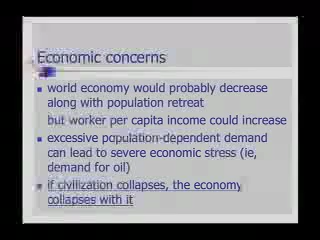 Economic concerns
world economy would probably decrease
along with population retreat
but worker per capita income could increase
excessive population-dependent demand
can lead to severe economic stress (ie,
demand for oil)
if civilization collapses, the economy
collapses with it